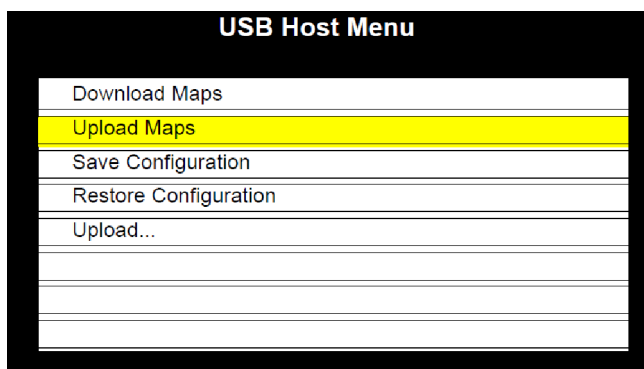 USB Host Menu
Download Maps
Upload Maps
Save Configuration
Restore Configuration
Upload...